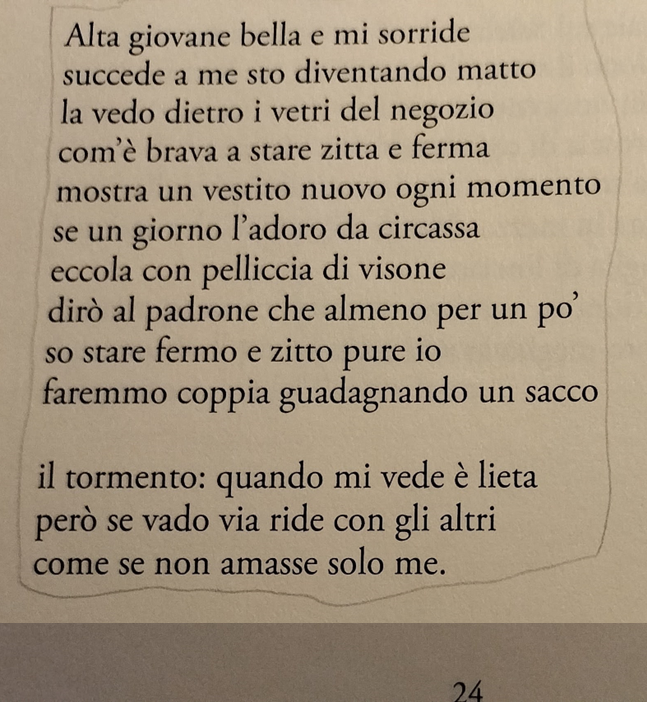 Alta giovane bella e mi sorride
succede a me sto diventando matto
la vedo dietro i vetri del negozio
com’è brava a stare zitta e ferma
mostra un vestito nuovo ogni momento
se un giorno l’adoro da circassa
eccola con pelliccia di visone
dirò al padrone che almeno per un po’
so stare fermo e zitto pure io
faremmo coppia guadagnando un sacco
il tormento: quando mi vede è lieta
però se vado via ride con gli altri
come se non amasse solo me.
24